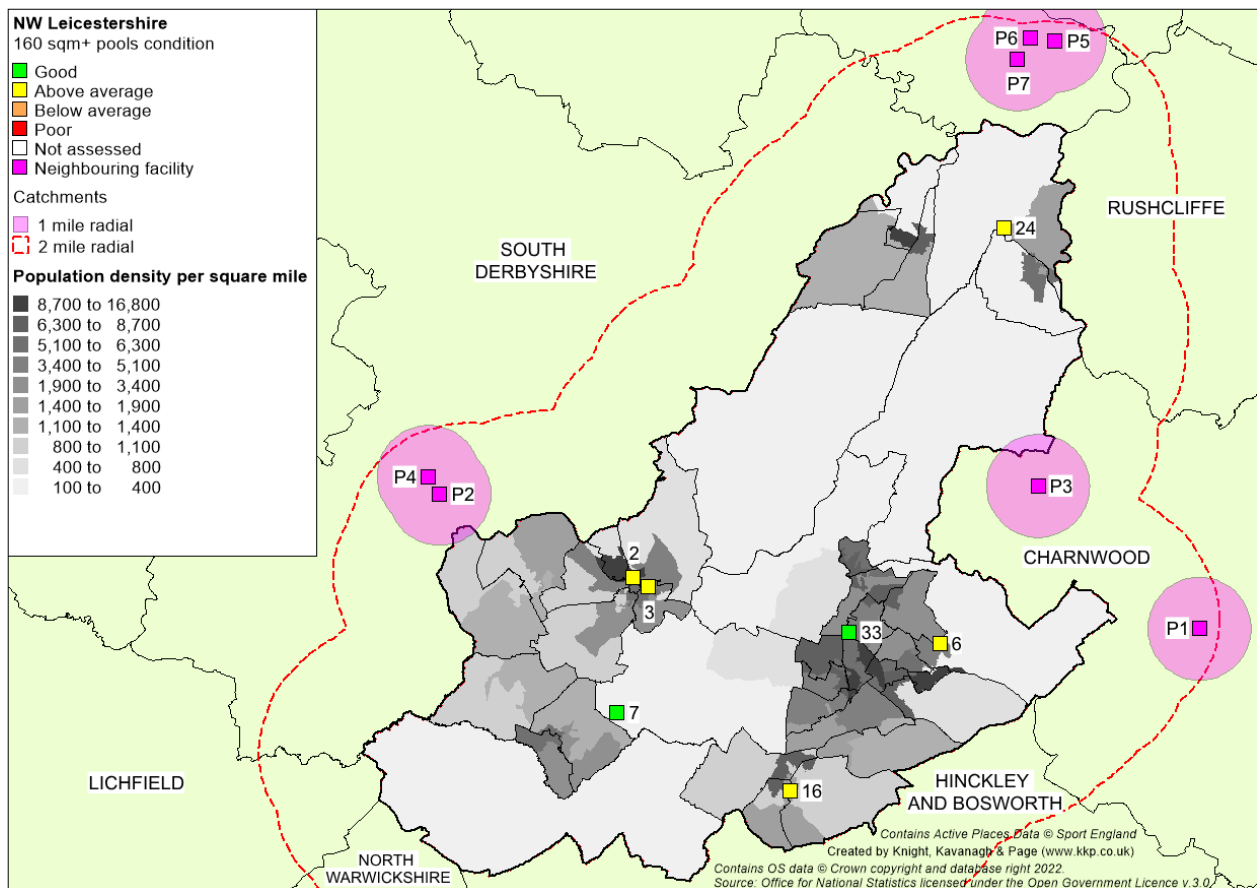 NW Leicestershire
160 sqm+ pools condition
Good
Above average
Below average
Poor
Not assessed
Neighbouring facility
Catchments
1 mile radial
2 mile radial
Population density per square mile
8,700 to 16,800
6,300 to 8,700
5,100 to 6,300
3,400 to 5,100
1,900 to 3,400
1,400 to 1,900
1,100 to 1,400
800 to 1,100
400 to 800
100 to 400
P6
P5
P7
RUSHCLIFFE
24
SOUTH
DERBYSHIRE
P4
P2
P3
CHARNWOOD
2
3
33
6
P1
7
16
LICHFIELD
HINCKLEY
AND BOSWORTH
NORTH
WARWICKSHIRE
Contains Active Places Data © Sport England
Created by Knight, Kavanagh & Page (www.kkp.co.uk)
Contains OS data © Crown copyright and database right 2022.
Source: Office for National Statistics licensed under the Open Government Licence v.3.0